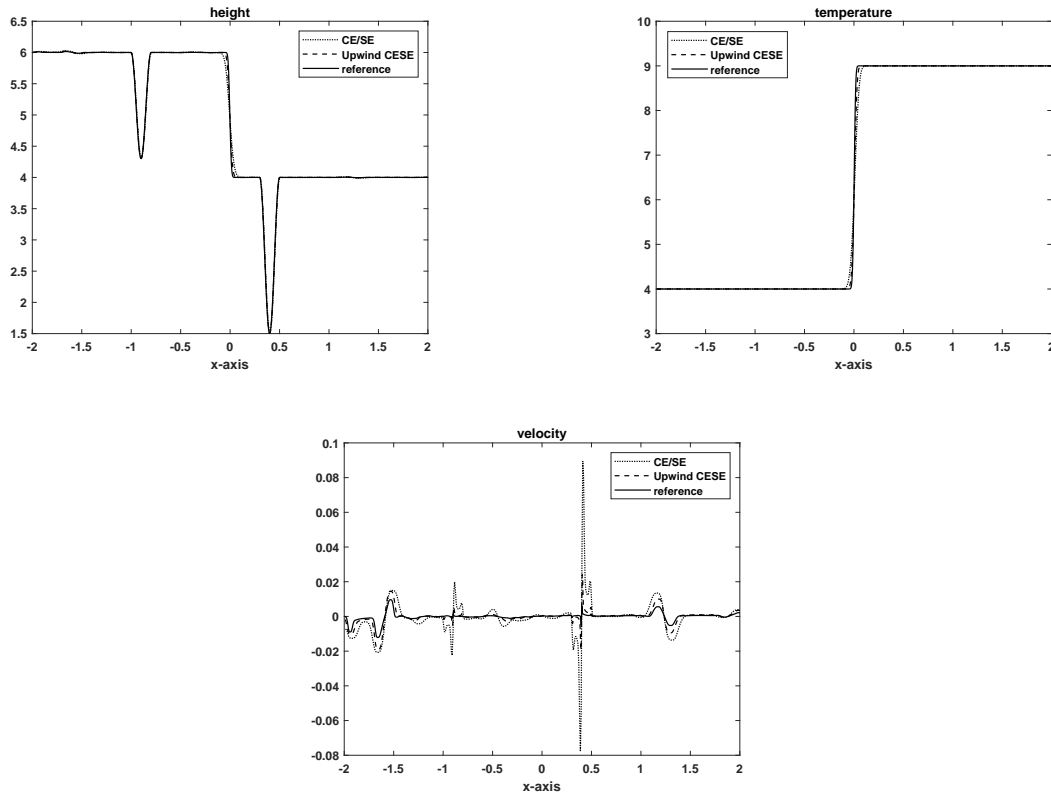 height
6.5
6
5.5
5
4.5
4
3.5
3
2.5
2
1.5
-2 -1.5 -1 -0.5 0 0.5 1 1.5 2
x-axis
CE/SE
Upwind CESE
reference
temperature
10
9
8
7
6
5
4
3
-2 -1.5 -1 -0.5 0 0.5 1 1.5 2
x-axis
CE/SE
Upwind CESE
reference
velocity
0.1
0.08
0.06
0.04
0.02
0
-0.02
-0.04
-0.06
-0.08
-2 -1.5 -1 -0.5 0 0.5 1 1.5 2
x-axis
CE/SE
Upwind CESE
reference